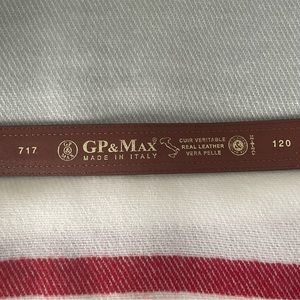 717
GP&MAX
MADE IN ITALY
CUIR VERITABLE
REAL LEATHER
VERA PELLE
120